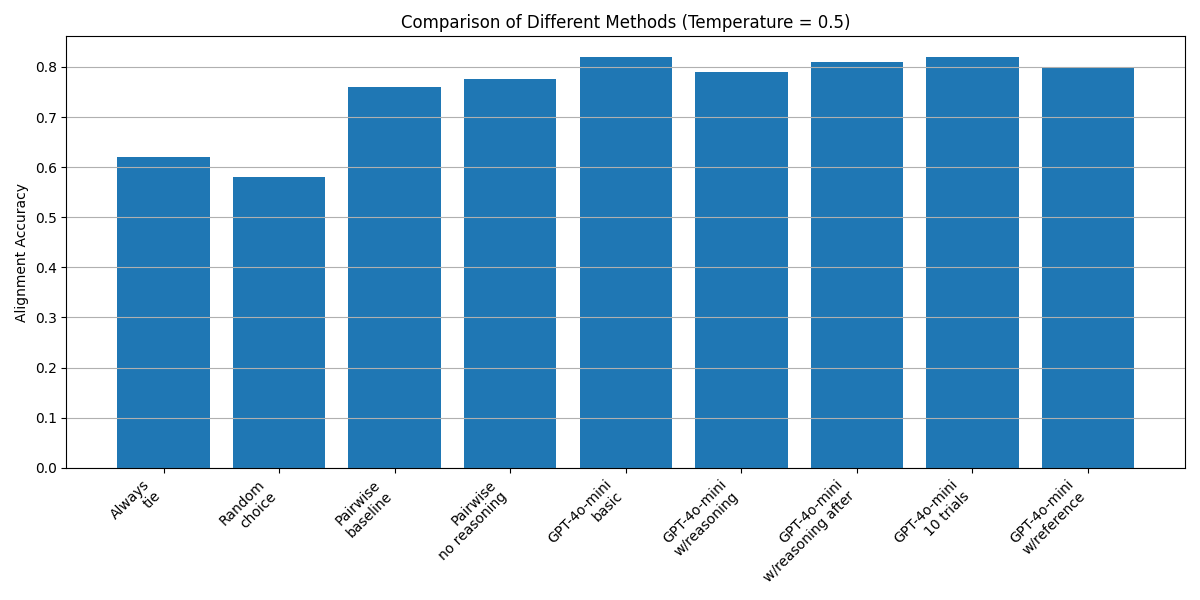 Comparison of Different Methods (Temperature = 0.5)
Alignment Accuracy
0.8
0.7
0.6
0.5
0.4
0.3
0.2
0.1
0.0
Always
tie
Random
choice
Pairwise
baseline
Pairwise
no reasoning
GPT-4o-mini
basic
GPT-4o-mini
w/reasoning
GPT-4o-mini
w/reasoning after
GPT-4o-mini
10 trials
GPT-4o-mini
w/reference